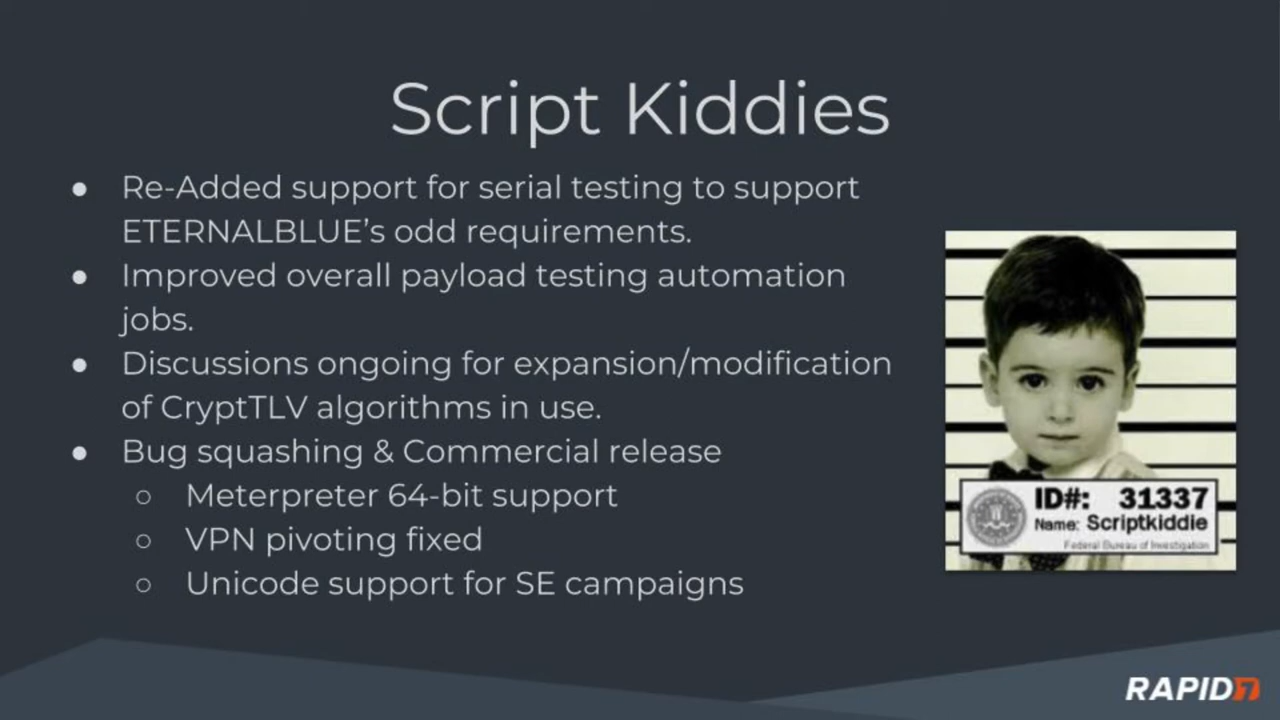 Script Kiddies
● Re-Added support for serial testing to support
ETERNALBLUE’s odd requirements.
● Improved overall payload testing automation
jobs.
● Discussions ongoing for expansion/modification
of CryptTLV algorithms in use.
● Bug squashing & Commercial release
○ Meterpreter 64-bit support
○ VPN pivoting fixed
○ Unicode support for SE campaigns
ID#: 31337
Name: Scriptkiddie
Federal Bureau of Investigation
RAPID7